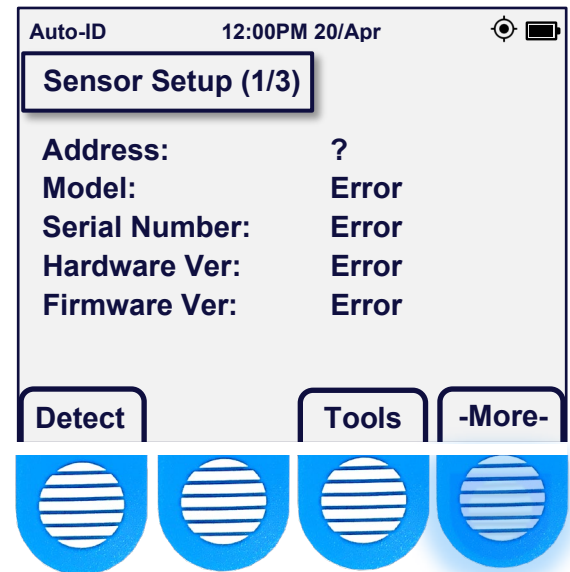 Auto-ID 12:00PM 20/Apr
Sensor Setup (1/3)
Address: ?
Model: Error
Serial Number: Error
Hardware Ver: Error
Firmware Ver: Error
Detect Tools -More-